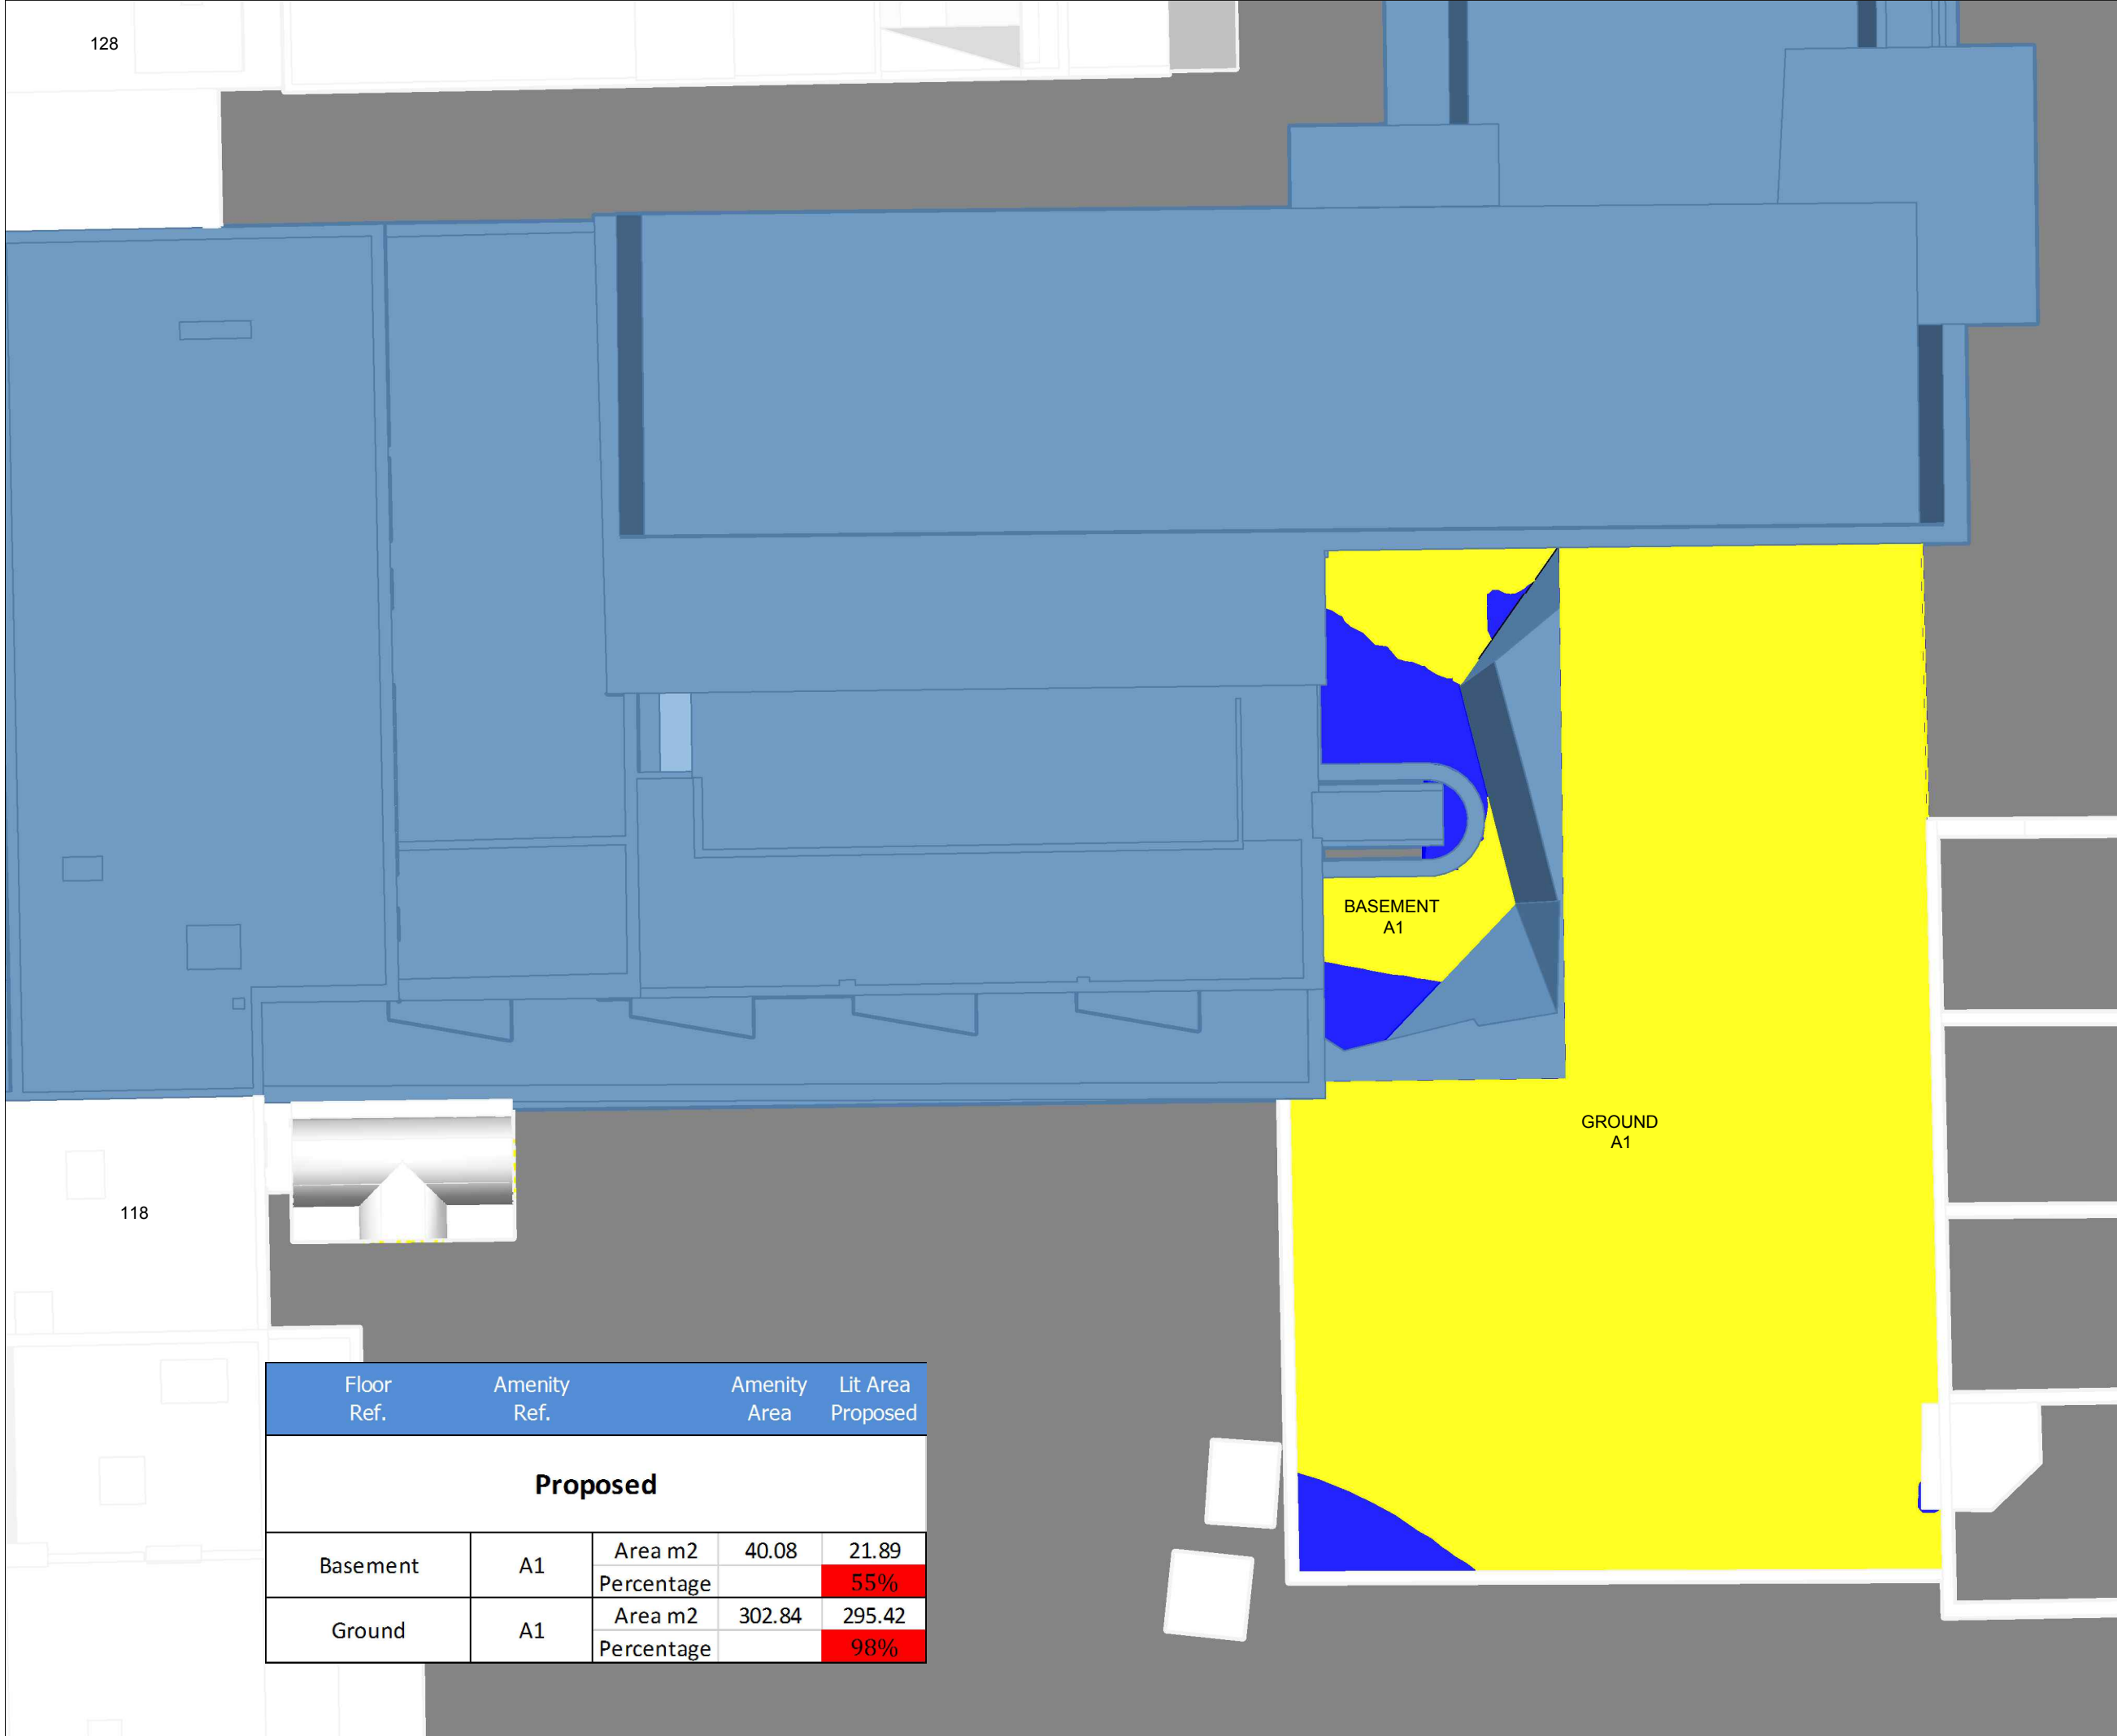 128
BASEMENT
A1
GROUND
A1
118
Floor Ref. Amenity Ref. Amenity Area Lit Area Proposed
Proposed
Basement A1 Area m2 40.08 21.89
Percentage 55%
Ground A1 Area m2 302.84 295.42
Percentage 98%